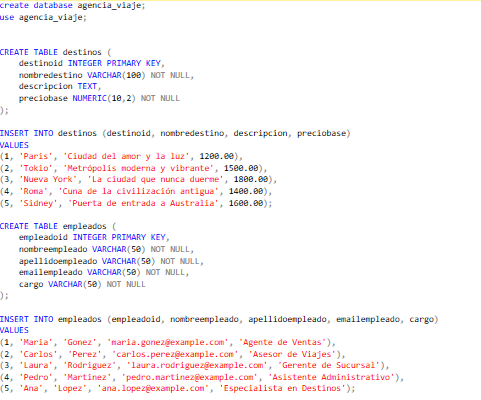 create database agencia_viaje;
use agencia_viaje;
CREATE TABLE destinos (
destinoid INTEGER PRIMARY KEY,
nombredestino VARCHAR(100) NOT NULL,
descripcion TEXT,
preciobase NUMERIC(10,2) NOT NULL
);
INSERT INTO destinos (destinoid, nombredestino, descripcion, preciobase)
VALUES
(1, 'Paris', 'Ciudad del amor y la luz', 1200.00),
(2, 'Tokio', 'Metrópolis moderna y vibrante', 1500.00),
(3, 'Nueva York', 'La ciudad que nunca duerme', 1800.00),
(4, 'Roma', 'Cuna de la civilización antigua', 1400.00),
(5, 'Sidney', 'Puerta de entrada a Australia', 1600.00);
CREATE TABLE empleados (
empleadoid INTEGER PRIMARY KEY,
nombreempleado VARCHAR(50) NOT NULL,
apellidoempleado VARCHAR(50) NOT NULL,
emailempleado VARCHAR(50) NOT NULL,
cargo VARCHAR(50) NOT NULL
);
INSERT INTO empleados (empleadoid, nombreempleado, apellidoempleado, emailempleado, cargo)
VALUES
(1, 'Maria', 'Gonez', 'maria.gonez@example.com', 'Agente de Ventas'),
(2, 'Carlos', 'Perez', 'carlos.perez@example.com', 'Asesor de Viajes'),
(3, 'Laura', 'Rodriguez', 'laura.rodriguez@example.com', 'Gerente de Sucursal'),
(4, 'Pedro', 'Martinez', 'pedro.martinez@example.com', 'Asistente Administrativo'),
(5, 'Ana', 'Lopez', 'ana.lopez@example.com', 'Especialista en Destinos');